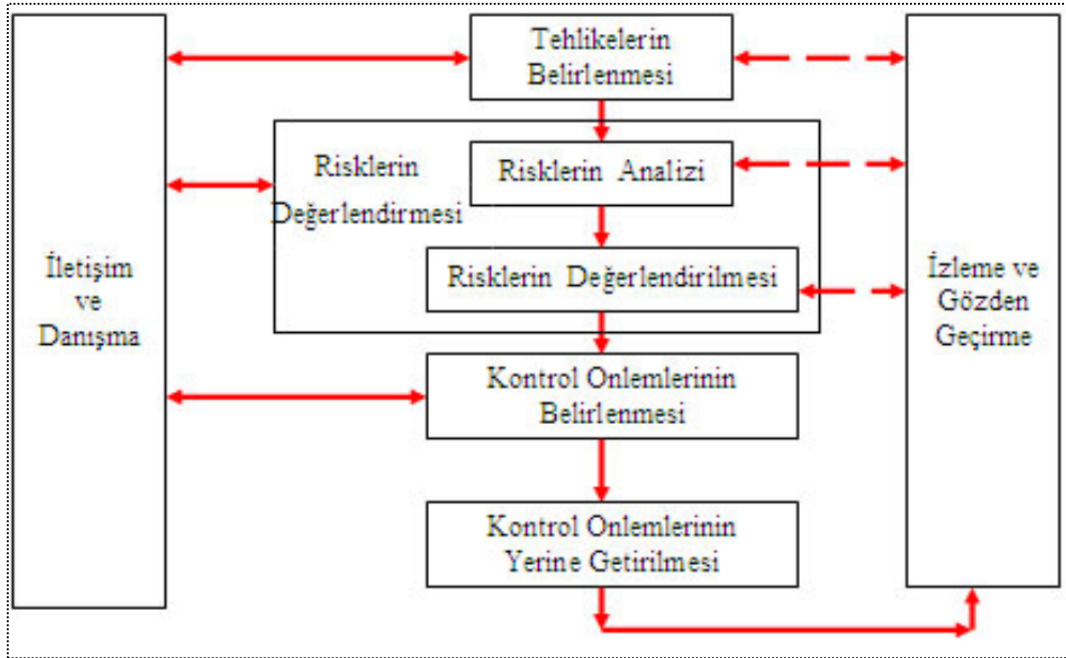 Tehlikelerin
Belirlenmesi
Risklerin
Değerlendirmesi
Risklerin Analizi
Risklerin Değerlendirilmesi
İletişim
ve
Danışma
İzleme ve
Gözden
Geçirme
Kontrol Onlemlerinin
Belirlenmesi
Kontrol Onlemlerinin
Yerine Getirilmesi